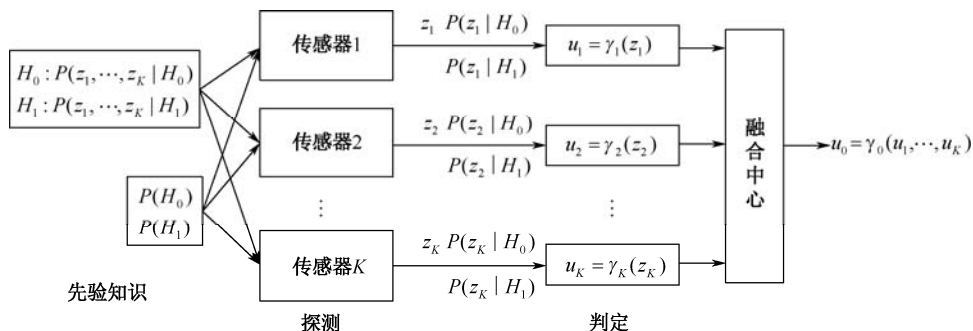 H₀ : P(z₁,⋯,z_K | H₀)
H₁ : P(z₁,⋯,z_K | H₁)
P(H₀)
P(H₁)
先验知识
传感器1
传感器2
⋮
传感器K
探测
z₁ P(z₁ | H₀)
P(z₁ | H₁)
z₂ P(z₂ | H₀)
P(z₂ | H₁)
z_K P(z_K | H₀)
P(z_K | H₁)
u₁ = γ₁(z₁)
u₂ = γ₂(z₂)
⋮
u_K = γ_K(z_K)
判定
融合中心
u₀ = γ₀(u₁,⋯,u_K)